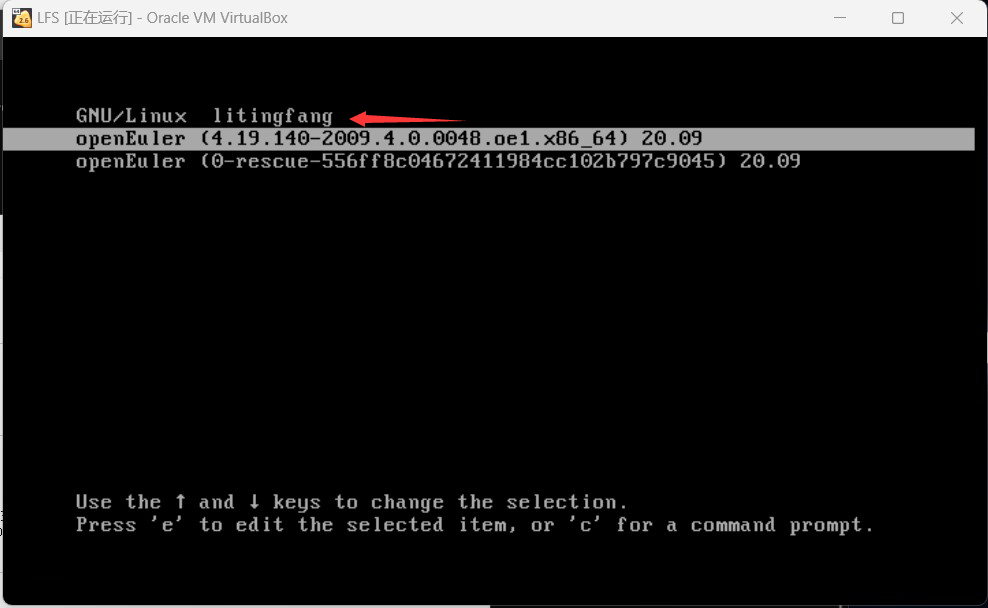 LFS [正在运行] - Oracle VM VirtualBox
GNU/Linux litingfang
openEuler (4.19.140-2009.4.0.0048.oe1.x86_64) 20.09
openEuler (0-rescue-556ff8c04672411984cc102b797c9045) 20.09
Use the ↑ and ↓ keys to change the selection.
Press 'e' to edit the selected item, or 'c' for a command prompt.